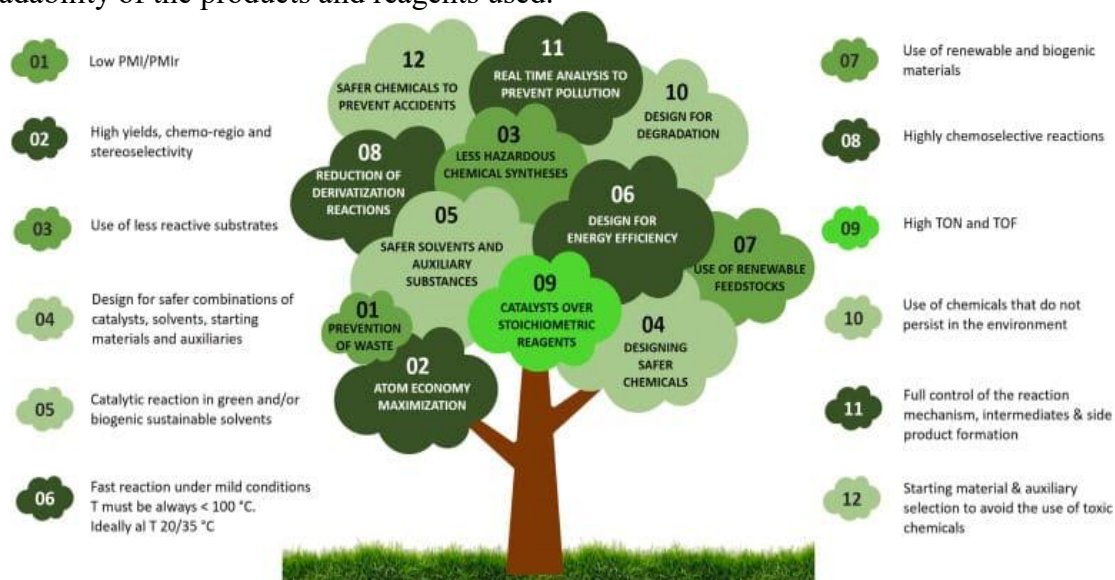 adability of the products and reagents used.
01
Low PMI/PMIr
02
High yields, chemo-regio and
stereoselectivity
03
Use of less reactive substrates
04
Design for safer combinations of
catalysts, solvents, starting
materials and auxiliaries
05
Catalytic reaction in green and/or
biogenic sustainable solvents
06
Fast reaction under mild conditions
T must be always < 100 °C.
Ideally al T 20/35 °C
12
SAFER CHEMICALS TO
PREVENT ACCIDENTS
11
REAL TIME ANALYSIS TO
PREVENT POLLUTION
10
DESIGN FOR
DEGRADATION
03
LESS HAZARDOUS
CHEMICAL SYNTHESES
08
REDUCTION OF
DERIVATIZATION
REACTIONS
06
DESIGN FOR
ENERGY EFFICIENCY
05
SAFER SOLVENTS AND
AUXILIARY
SUBSTANCES
07
USE OF RENEWABLE
FEEDSTOCKS
09
CATALYSTS OVER
STOICHIOMETRIC
REAGENTS
01
PREVENTION
OF WASTE
04
DESIGNING
SAFER
CHEMICALS
02
ATOM ECONOMY
MAXIMIZATION
07
Use of renewable and biogenic
materials
08
Highly chemoselective reactions
09
High TON and TOF
10
Use of chemicals that do not
persist in the environment
11
Full control of the reaction
mechanism, intermediates & side
product formation
12
Starting material & auxiliary
selection to avoid the use of toxic
chemicals